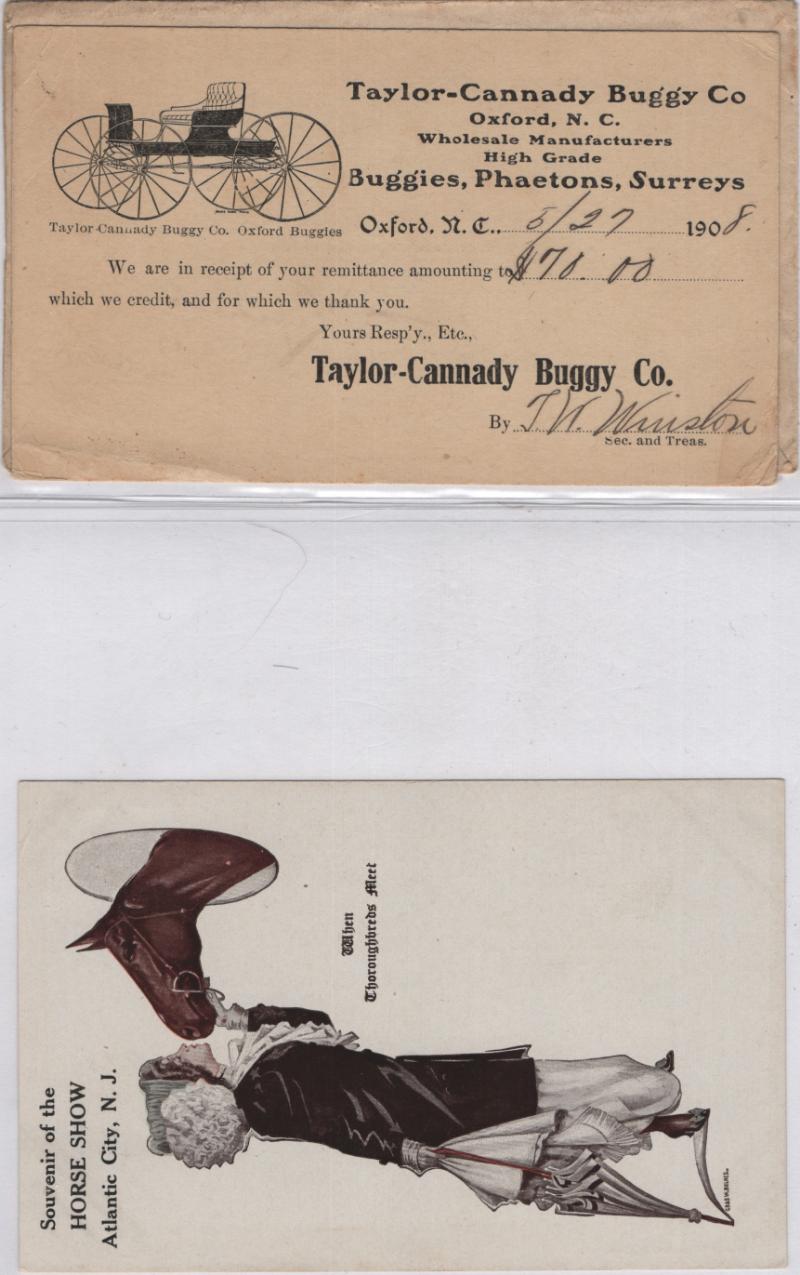 Taylor-Cannady Buggy Co
Oxford, N. C.
Wholesale Manufacturers
High Grade
Buggies, Phaetons, Surreys
Taylor-Cannady Buggy Co. Oxford Buggies
Oxford, N. C., 5/27 1908.
We are in receipt of your remittance amounting to $70.00
which we credit, and for which we thank you.
Yours Resp'y., Etc.,
Taylor-Cannady Buggy Co.
By T. W. Winston
Sec. and Treas.
Souvenir of the
HORSE SHOW
Atlantic City, N. J.
When
Thoroughbreds Meet